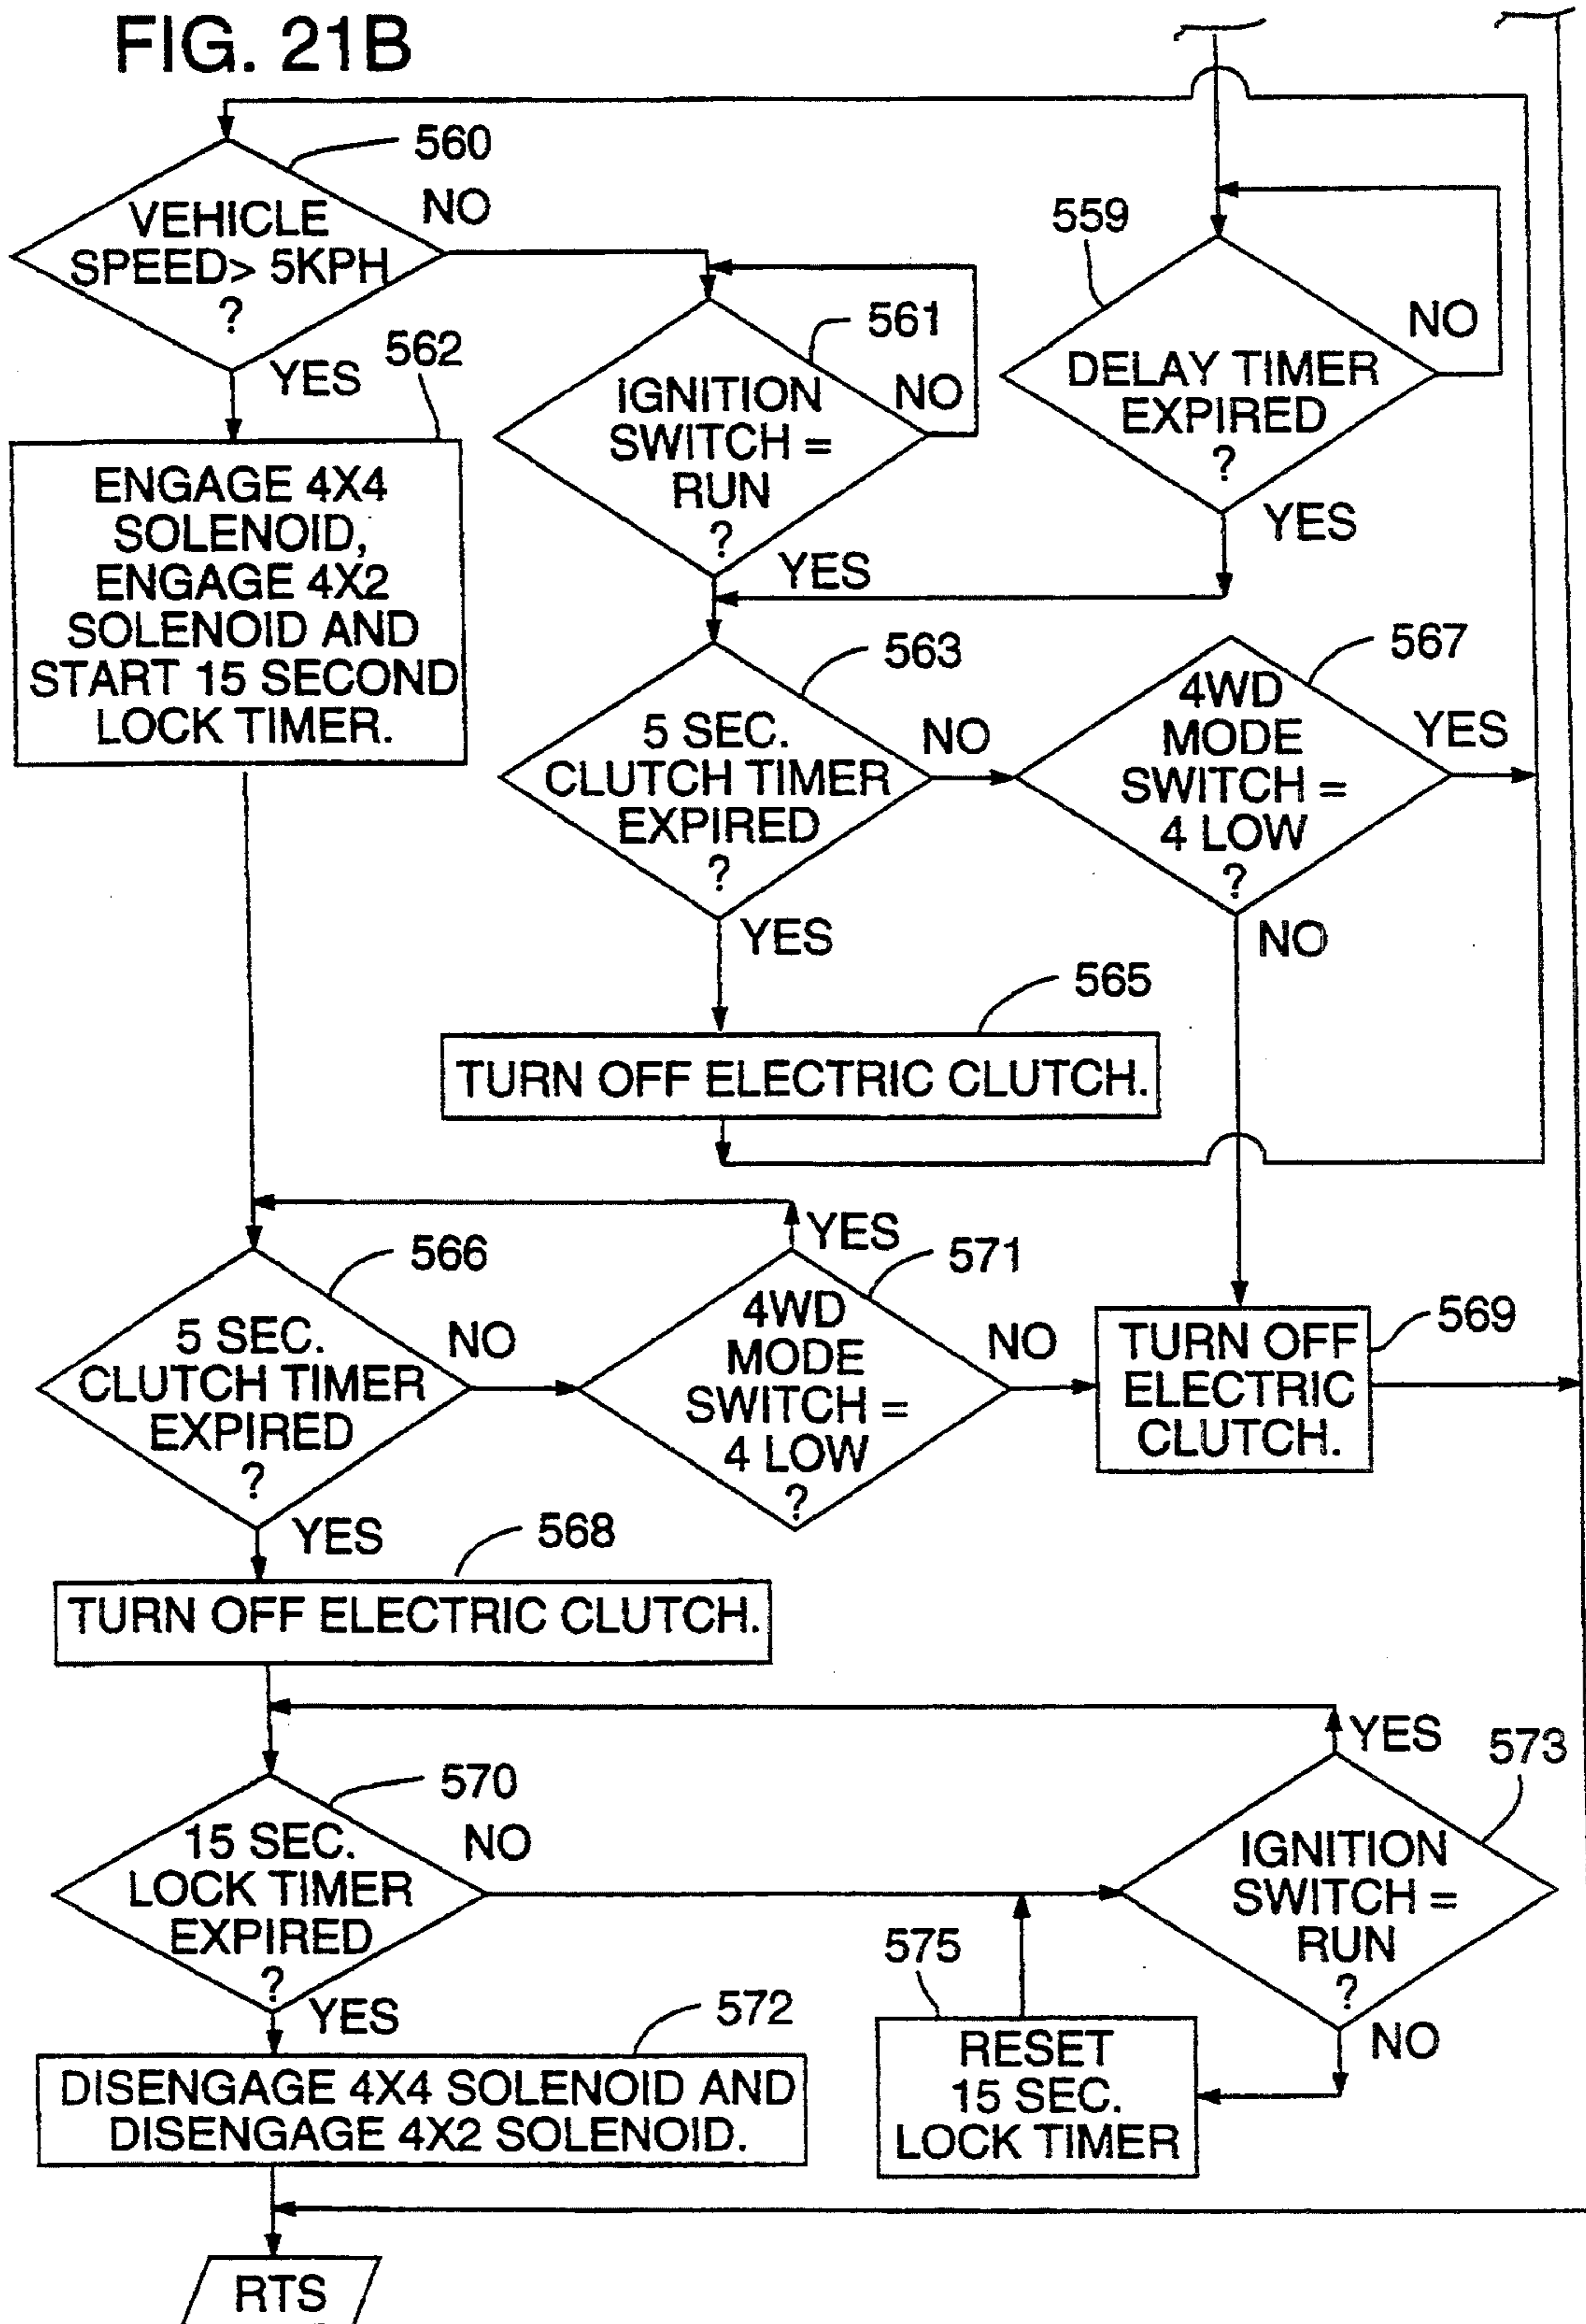 FIG. 21B
560
VEHICLE
SPEED> 5KPH
?
NO
YES
562
ENGAGE 4X4
SOLENOID,
ENGAGE 4X2
SOLENOID AND
START 15 SECOND
LOCK TIMER.
561
IGNITION
SWITCH =
RUN
?
NO
YES
559
DELAY TIMER
EXPIRED
?
NO
YES
563
5 SEC.
CLUTCH TIMER
EXPIRED
?
NO
YES
567
4WD
MODE
SWITCH =
4 LOW
?
YES
NO
565
TURN OFF ELECTRIC CLUTCH.
566
5 SEC.
CLUTCH TIMER
EXPIRED
?
NO
YES
571
4WD
MODE
SWITCH =
4 LOW
?
YES
NO
569
TURN OFF
ELECTRIC
CLUTCH.
568
TURN OFF ELECTRIC CLUTCH.
570
15 SEC.
LOCK TIMER
EXPIRED
?
NO
YES
573
IGNITION
SWITCH =
RUN
?
YES
NO
575
RESET
15 SEC.
LOCK TIMER
572
DISENGAGE 4X4 SOLENOID AND
DISENGAGE 4X2 SOLENOID.
RTS